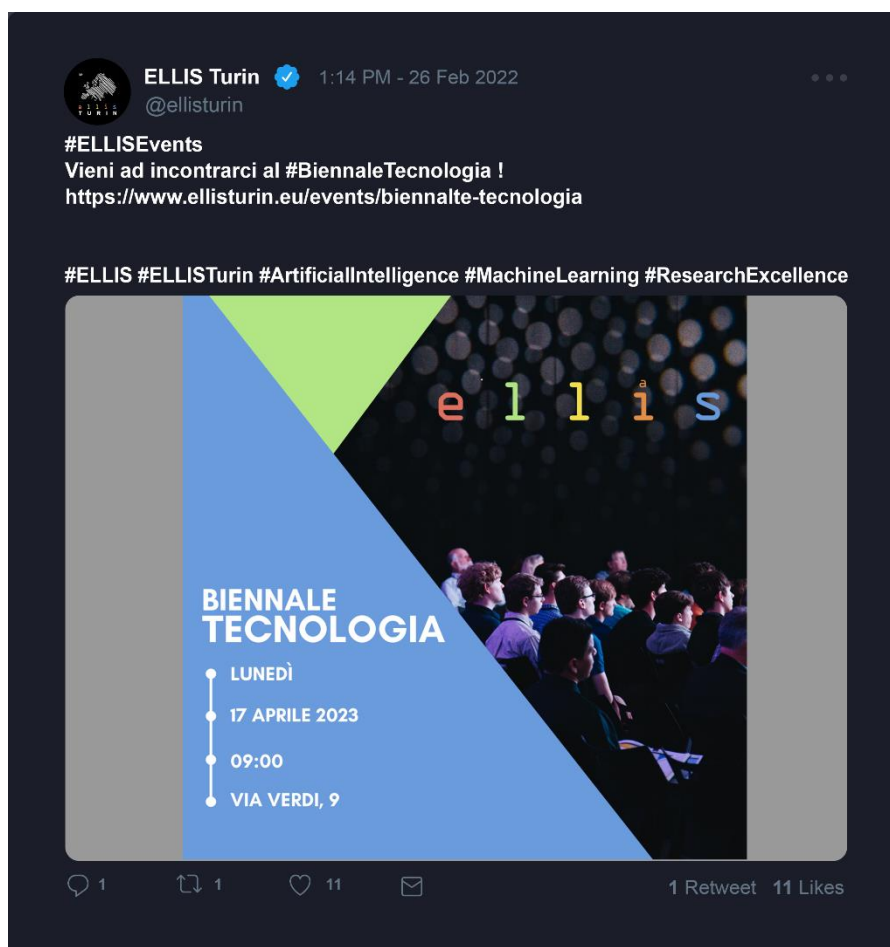 ELLIS Turin 1:14 PM - 26 Feb 2022
@ellisturin
ellis
TURIN
#ELLISEvents
Vieni ad incontrarci al #BiennaleTecnologia !
https://www.ellisturin.eu/events/biennalte-tecnologia
#ELLIS #ELLISTurin #ArtificialIntelligence #MachineLearning #ResearchExcellence
a
e l l i s
BIENNALE
TECNOLOGIA
LUNEDÌ
17 APRILE 2023
09:00
VIA VERDI, 9
1 1 11 1 Retweet 11 Likes